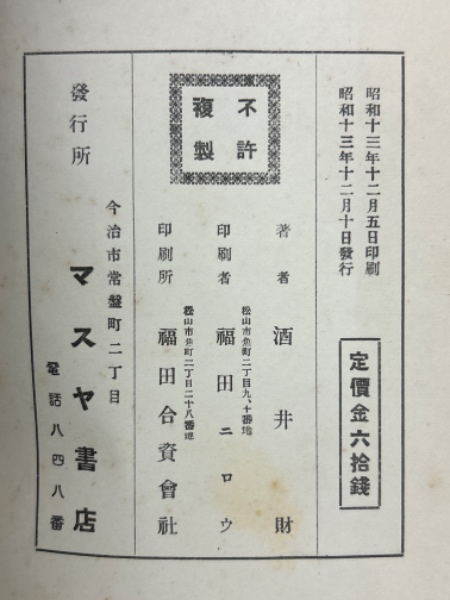 昭和十三年十二月五日印刷
昭和十三年十二月十日發行
定價金六拾錢
不許
複製
著者 酒井財
松山市魚町二丁目九、十番地
印刷者 福田ニロウ
松山市魚町二丁目二十八番地
印刷所 福田合資會社
今治市常盤町二丁目
發行所 マスヤ書店
電話八四八番